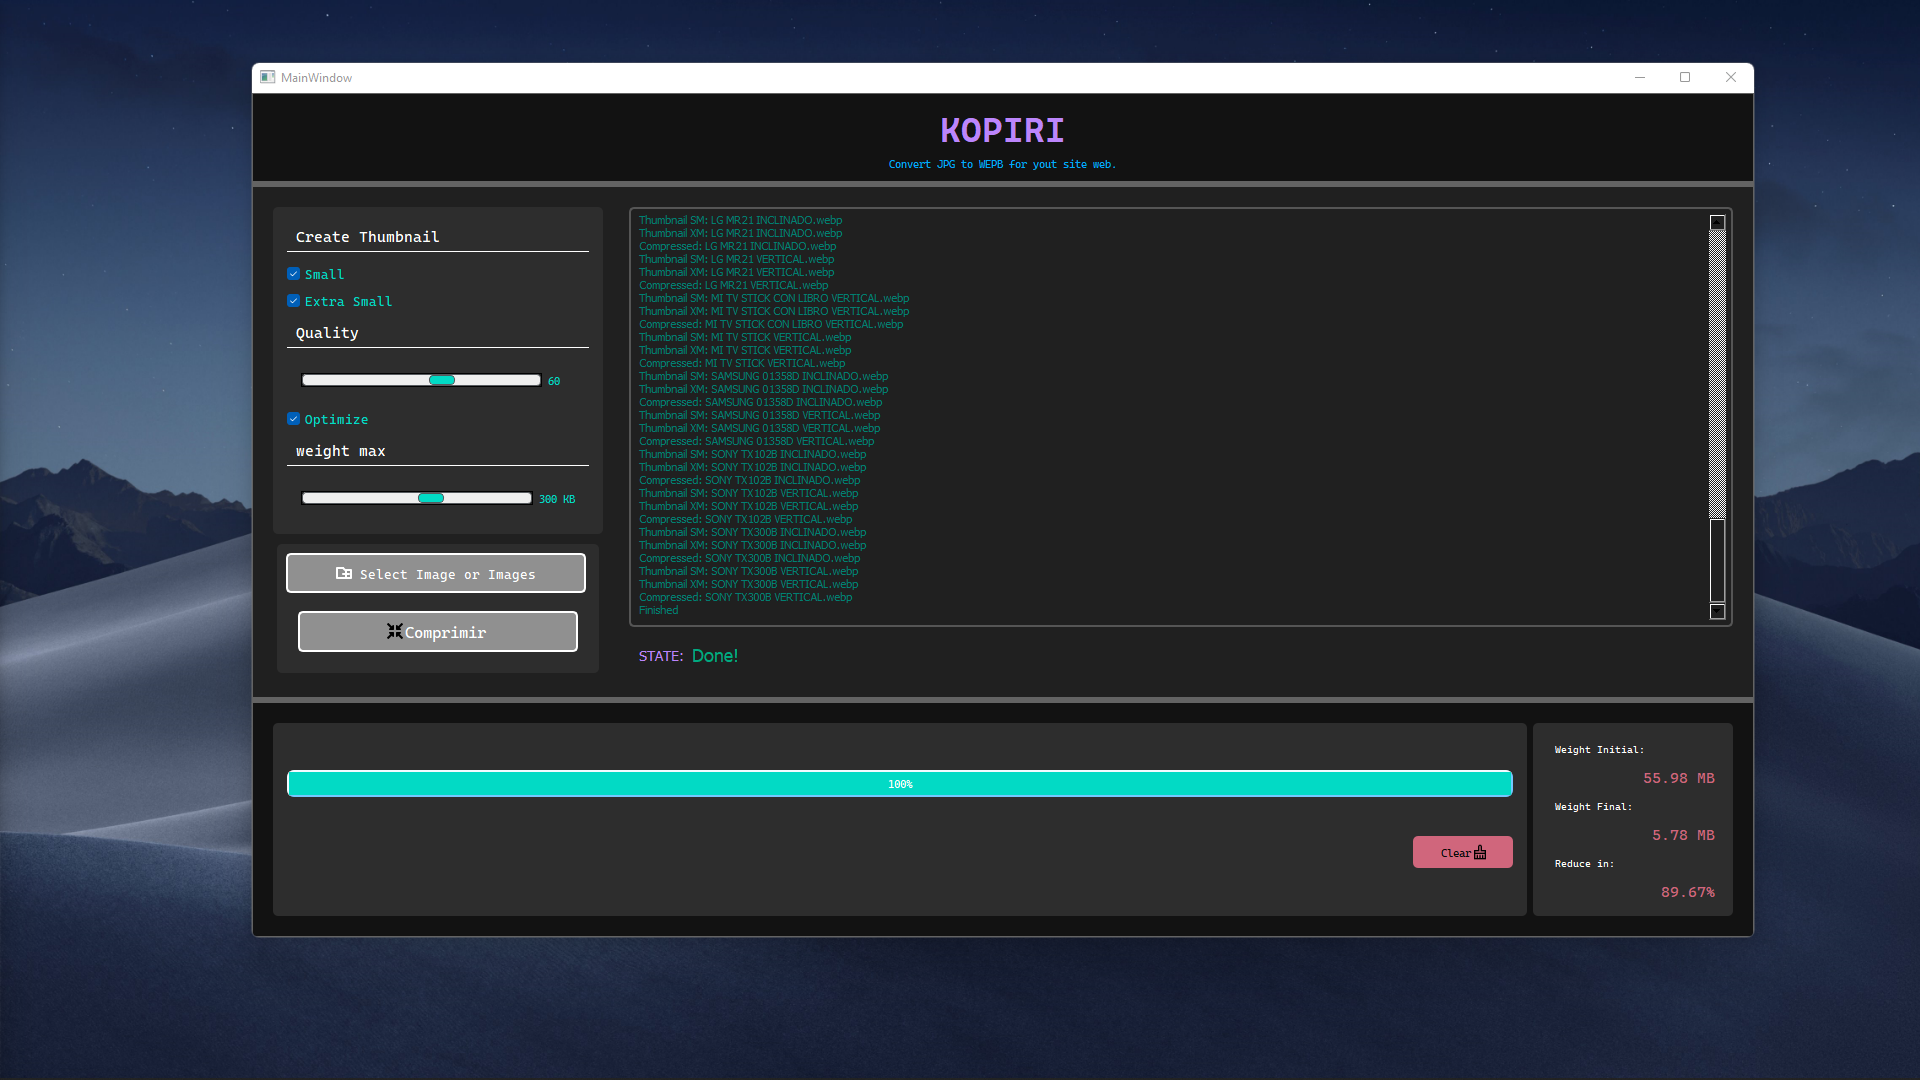 MainWindow
KOPIRI
Convert JPG to WEPB for yout site web.
Create Thumbnail
Small
Extra Small
Quality
60
Optimize
weight max
300 KB
Select Image or Images
Comprimir
Thumbnail SM: LG MR21 INCLINADO.webp
Thumbnail XM: LG MR21 INCLINADO.webp
Compressed: LG MR21 INCLINADO.webp
Thumbnail SM: LG MR21 VERTICAL.webp
Thumbnail XM: LG MR21 VERTICAL.webp
Compressed: LG MR21 VERTICAL.webp
Thumbnail SM: MI TV STICK CON LIBRO VERTICAL.webp
Thumbnail XM: MI TV STICK CON LIBRO VERTICAL.webp
Compressed: MI TV STICK CON LIBRO VERTICAL.webp
Thumbnail SM: MI TV STICK VERTICAL.webp
Thumbnail XM: MI TV STICK VERTICAL.webp
Compressed: MI TV STICK VERTICAL.webp
Thumbnail SM: SAMSUNG 01358D INCLINADO.webp
Thumbnail XM: SAMSUNG 01358D INCLINADO.webp
Compressed: SAMSUNG 01358D INCLINADO.webp
Thumbnail SM: SAMSUNG 01358D VERTICAL.webp
Thumbnail XM: SAMSUNG 01358D VERTICAL.webp
Compressed: SAMSUNG 01358D VERTICAL.webp
Thumbnail SM: SONY TX102B INCLINADO.webp
Thumbnail XM: SONY TX102B INCLINADO.webp
Compressed: SONY TX102B INCLINADO.webp
Thumbnail SM: SONY TX102B VERTICAL.webp
Thumbnail XM: SONY TX102B VERTICAL.webp
Compressed: SONY TX102B VERTICAL.webp
Thumbnail SM: SONY TX300B INCLINADO.webp
Thumbnail XM: SONY TX300B INCLINADO.webp
Compressed: SONY TX300B INCLINADO.webp
Thumbnail SM: SONY TX300B VERTICAL.webp
Thumbnail XM: SONY TX300B VERTICAL.webp
Compressed: SONY TX300B VERTICAL.webp
Finished
STATE: Done!
100%
Clear
Weight Initial:
55.98 MB
Weight Final:
5.78 MB
Reduce in:
89.67%